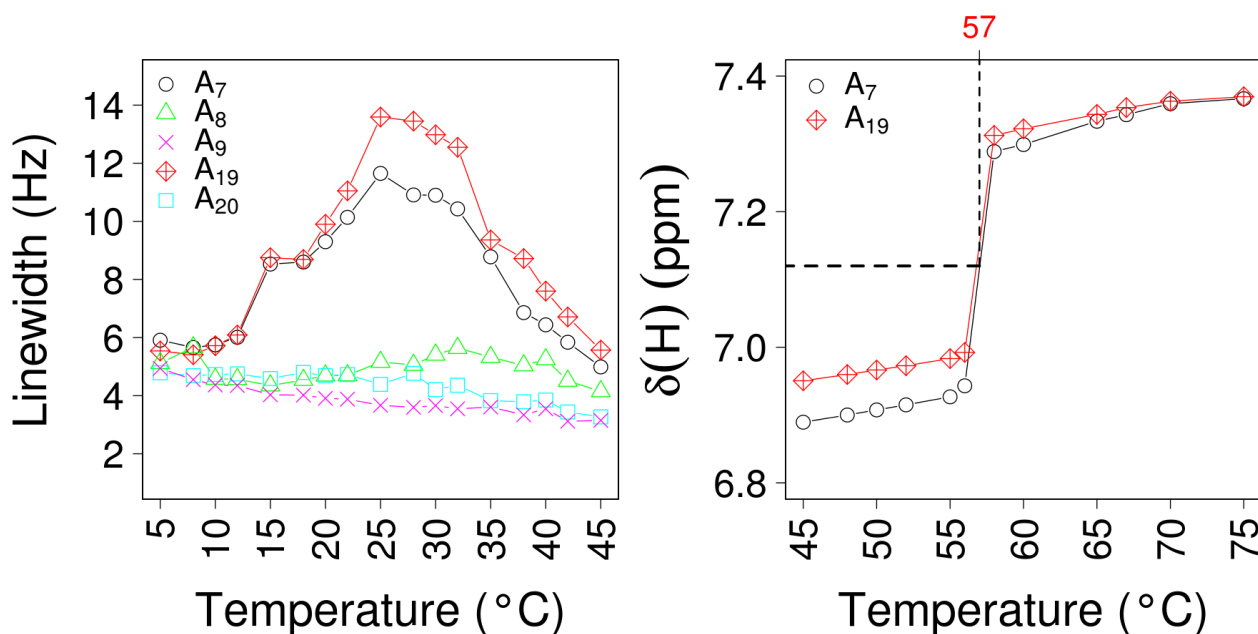 57
Linewidth (Hz)
14
12
10
8
6
4
2
A7
A8
A9
A19
A20
5
10
15
20
25
30
35
40
45
Temperature (°C)
δ(H) (ppm)
7.4
7.2
7.0
6.8
A7
A19
45
50
55
60
65
70
75
Temperature (°C)